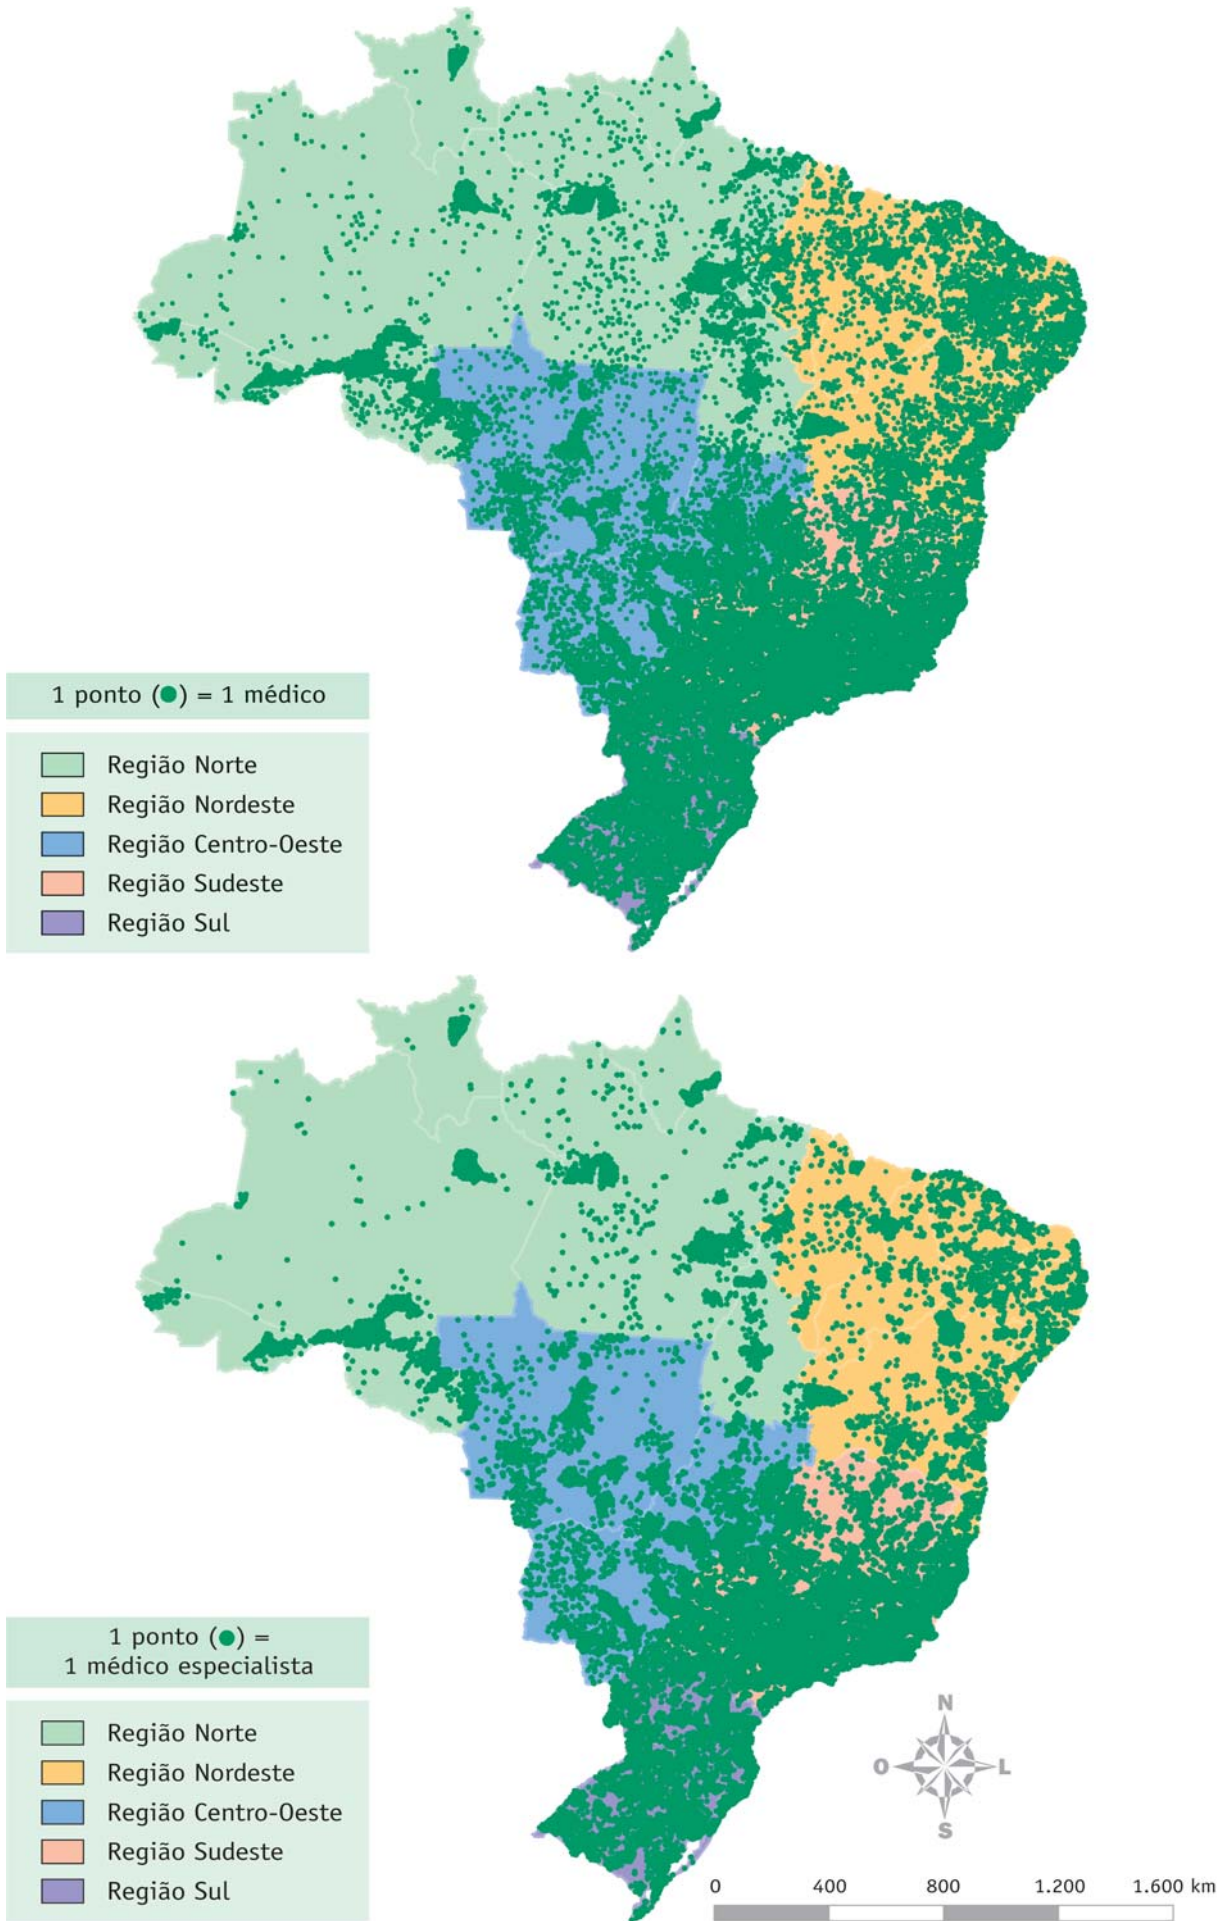 1 ponto (●) = 1 médico
Região Norte
Região Nordeste
Região Centro-Oeste
Região Sudeste
Região Sul
1 ponto (●) =
1 médico especialista
Região Norte
Região Nordeste
Região Centro-Oeste
Região Sudeste
Região Sul
N
O L
S
0 400 800 1.200 1.600 km